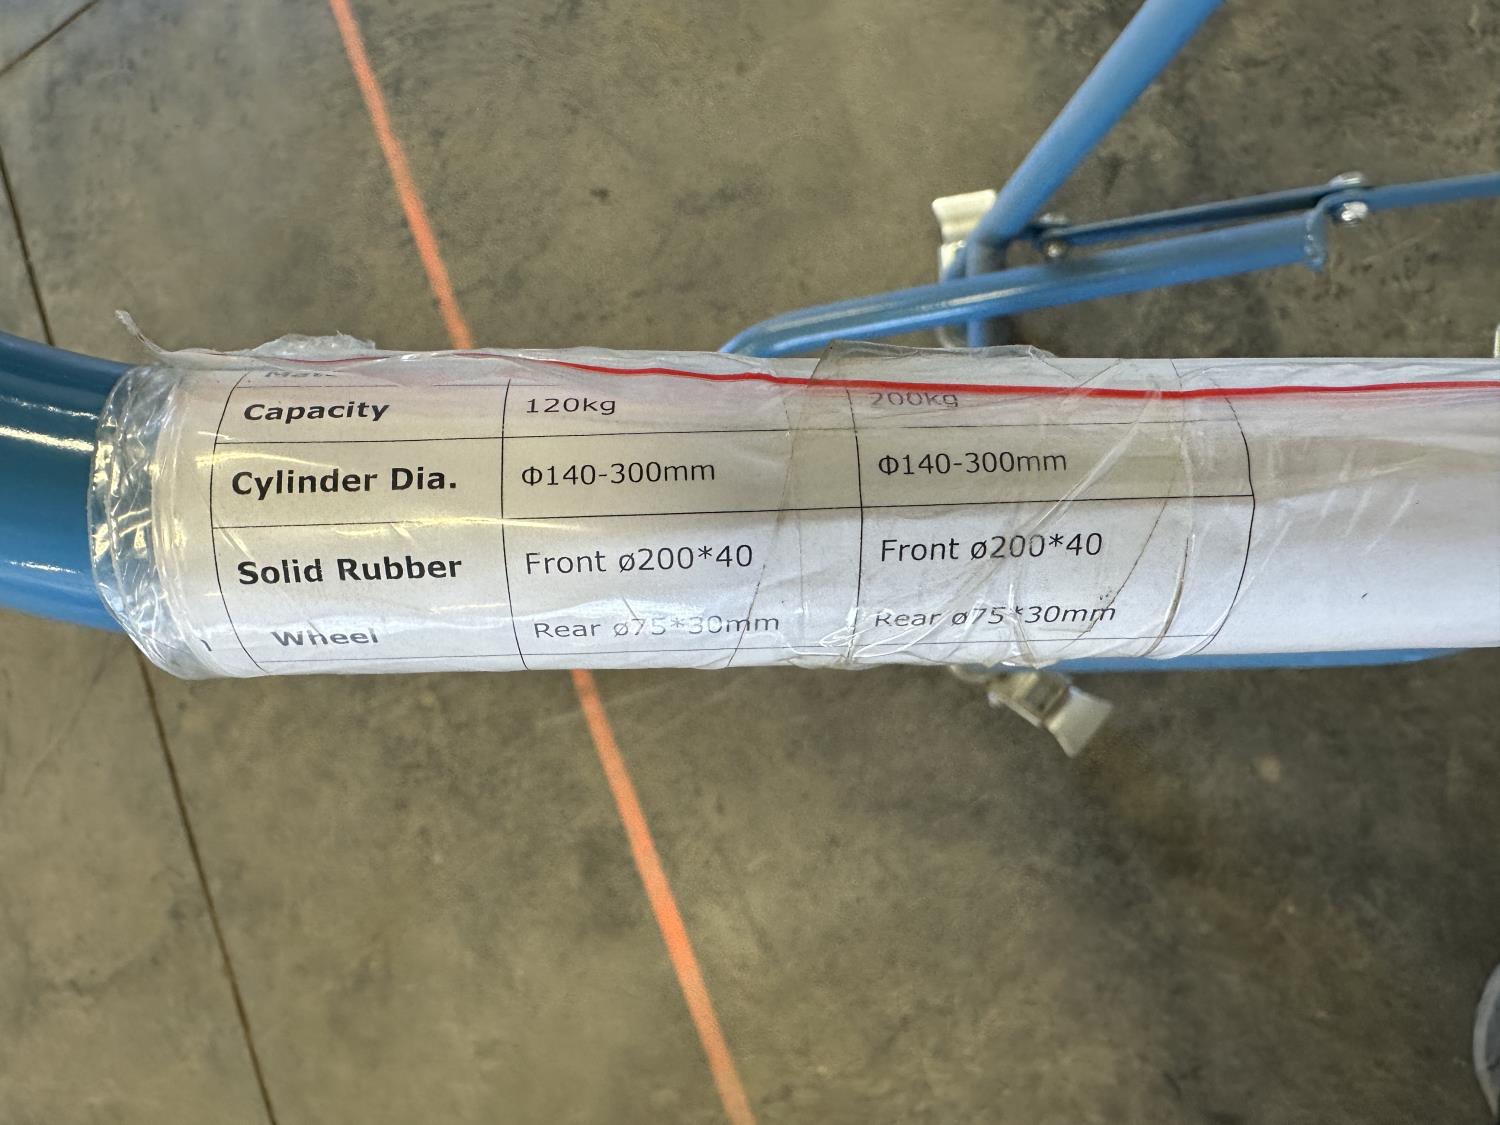 Capacity 120kg 200kg
Cylinder Dia. Φ140-300mm Φ140-300mm
Solid Rubber Front ø200*40 Front ø200*40
Wheel Rear ø75*30mm Rear ø75*30mm